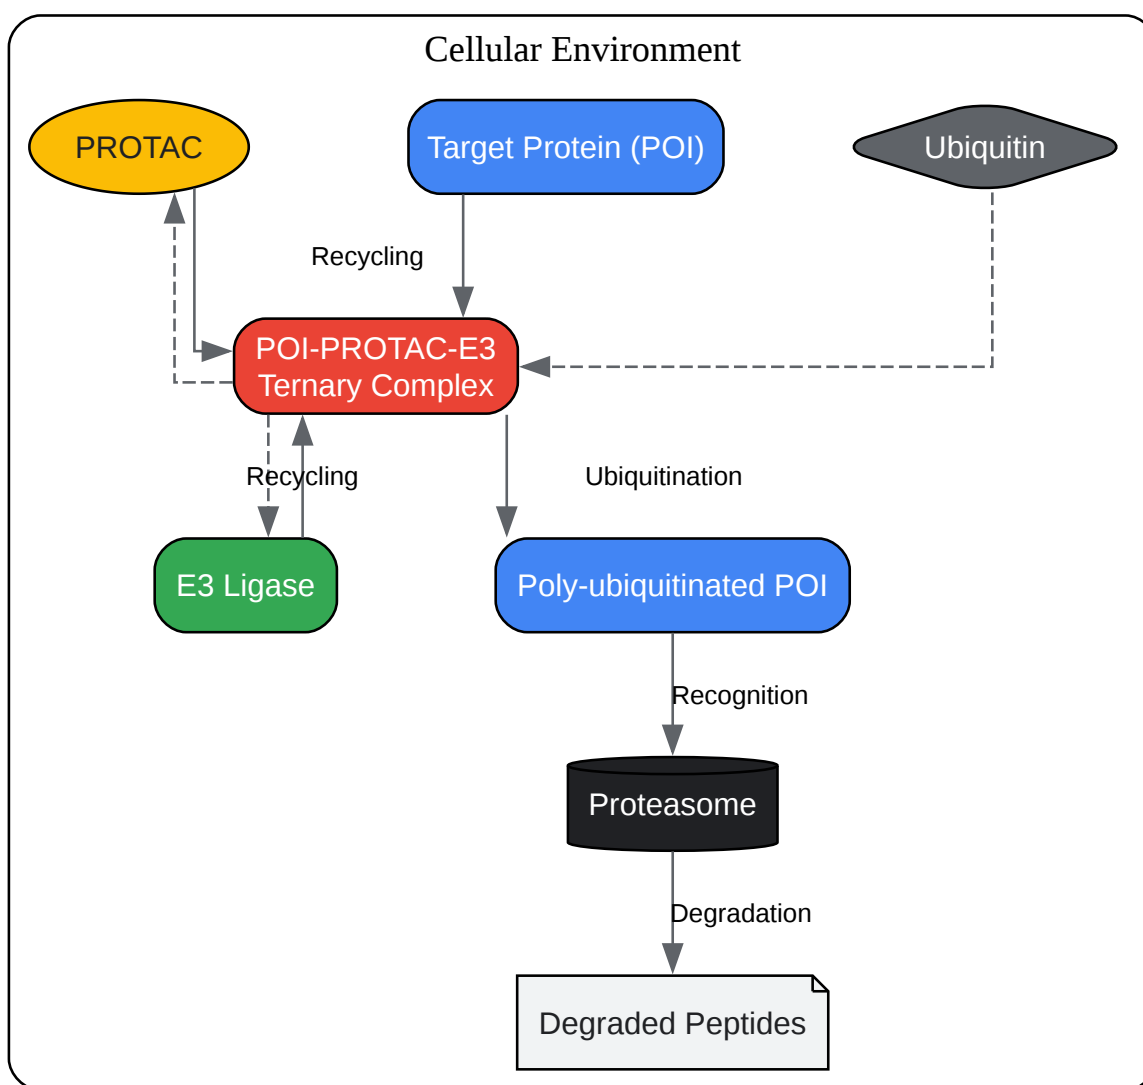 Cellular Environment
PROTAC
Target Protein (POI)
Ubiquitin
Recycling
POI-PROTAC-E3
Ternary Complex
Recycling
Ubiquitination
E3 Ligase
Poly-ubiquitinated POI
Recognition
Proteasome
Degradation
Degraded Peptides